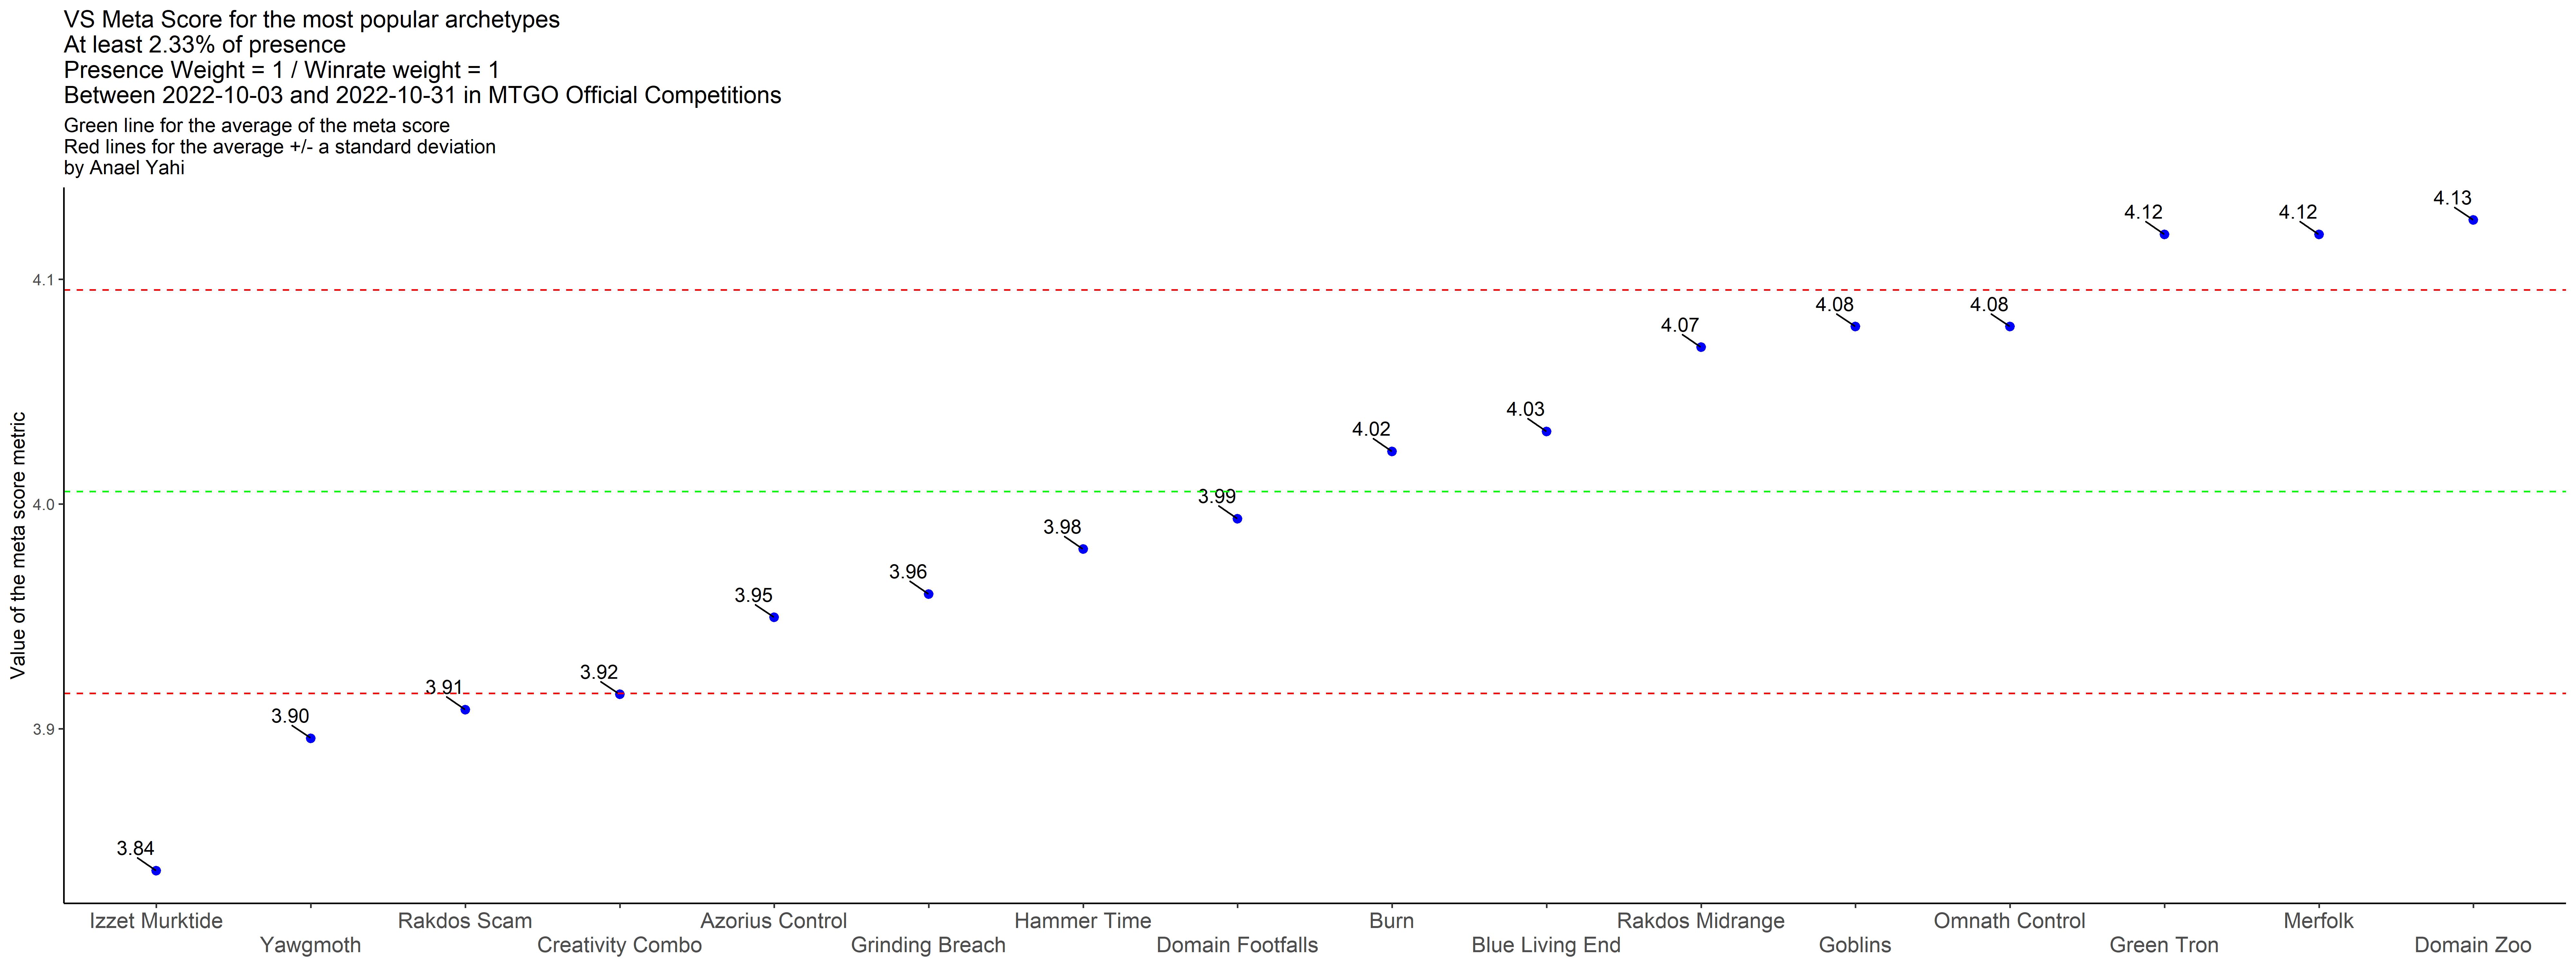 VS Meta Score for the most popular archetypes
At least 2.33% of presence
Presence Weight = 1 / Winrate weight = 1
Between 2022-10-03 and 2022-10-31 in MTGO Official Competitions
Green line for the average of the meta score
Red lines for the average +/- a standard deviation
by Anael Yahi
Value of the meta score metric
4.1
4.0
3.9
3.84
3.90
3.91
3.92
3.95
3.96
3.98
3.99
4.02
4.03
4.07
4.08
4.08
4.12
4.12
4.13
Izzet Murktide
Yawgmoth
Rakdos Scam
Creativity Combo
Azorius Control
Grinding Breach
Hammer Time
Domain Footfalls
Burn
Blue Living End
Rakdos Midrange
Goblins
Omnath Control
Green Tron
Merfolk
Domain Zoo